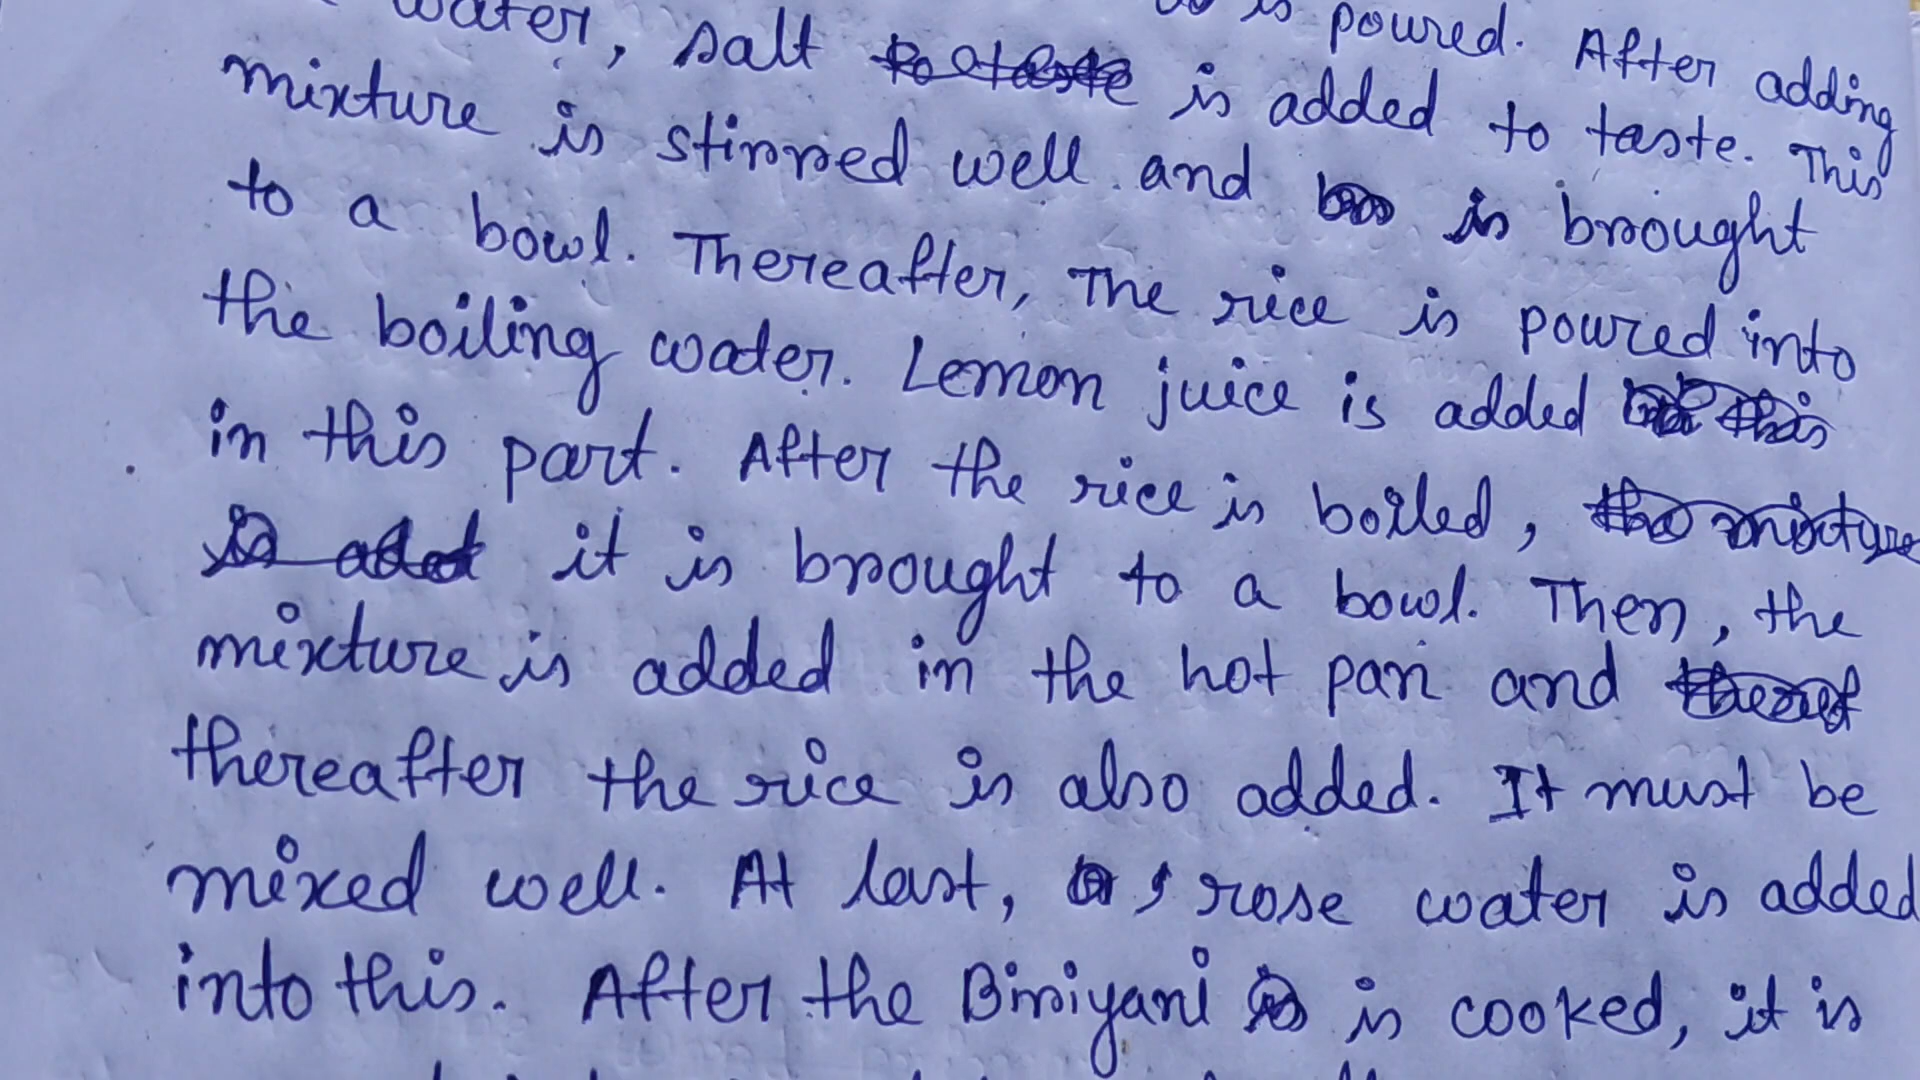 is poured. After adding
water, salt is added to taste. This
mixture is stirred well and is brought
to a bowl. Thereafter, The rice is poured into
the boiling water. Lemon juice is added
in this part. After the rice is boiled,
it is brought to a bowl. Then, the
mixture is added in the hot pan and
thereafter the rice is also added. It must be
mixed well. At last, rose water is added
into this. After the Biriyani is cooked, it is